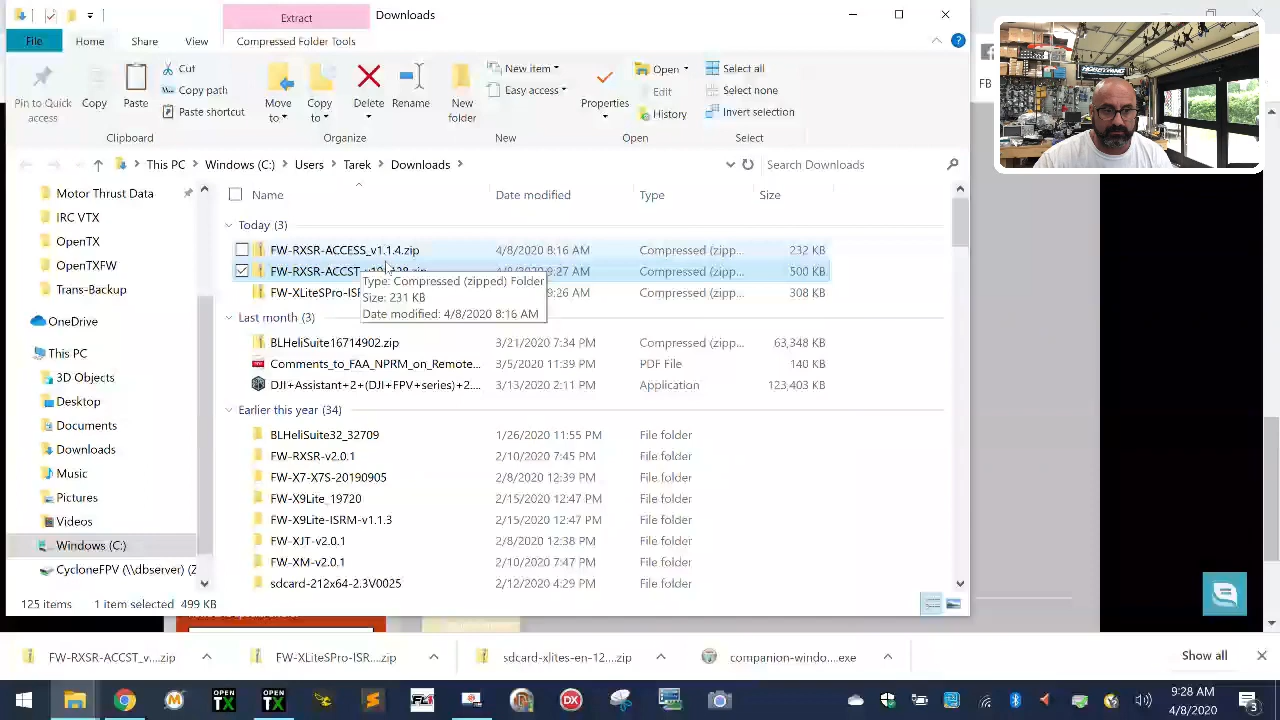 Extract
Downloads
File
Home
Share
View
Compressed Folder Tools
Pin to Quick access
Copy
Paste
Cut
Copy path
Paste shortcut
Clipboard
Move to
Copy to
Delete
Rename
Organize
New folder
New item
Easy access
New
Properties
Open
Edit
History
Open
Select all
Select none
Invert selection
Select
FB
This PC
Windows (C:)
Users
Tarek
Downloads
Search Downloads
Motor Thrust Data
IRC VTX
OpenTX
OpenTXFW
Trans-Backup
OneDrive
This PC
3D Objects
Desktop
Documents
Downloads
Music
Pictures
Videos
Windows (C:)
CycloneFPV (\\dbserver) (Z
Name
Date modified
Type
Size
Today (3)
FW-RXSR-ACCESS_v1.1.4.zip 4/8/2020 8:16 AM Compressed (zipp... 232 KB
FW-RXSR-ACCST 9:27 AM Compressed (zipp... 500 KB
FW-XLiteSPro-ISR 9:26 AM Compressed (zipp... 308 KB
Type: Compressed (zipped) Folder
Size: 231 KB
Date modified: 4/8/2020 8:16 AM
Last month (3)
BLHeliSuite16714902.zip 3/21/2020 7:34 PM Compressed (zipp... 63,348 KB
Comments_to_FAA_NPRM_on_Remote... 3/5/2020 11:39 PM PDF File 140 KB
DJI+Assistant+2+(DJI+FPV+series)+2.... 3/13/2020 2:11 PM Application 123,403 KB
Earlier this year (34)
BLHeliSuite32_32709 1/26/2020 11:55 PM File folder
FW-RXSR-v2.0.1 2/10/2020 7:45 PM File folder
FW-X7-X7S-20190905 2/8/2020 12:39 PM File folder
FW-X9Lite_19720 2/15/2020 12:47 PM File folder
FW-X9Lite-ISRM-v1.1.3 2/15/2020 12:47 PM File folder
FW-XJT-v2.0.1 2/8/2020 12:38 PM File folder
FW-XM-v2.0.1 2/10/2020 7:47 PM File folder
sdcard-212x64-2.3V0025 2/12/2020 4:29 PM File folder
125 items 1 item selected 499 KB
FW-RXSR-ACCST_v....zip
FW-XLiteSPro-ISR....zip
sdcard-xlites-en-12....zip
companion-windo....exe
Show all
OPEN TX
OPEN TX
DR
9:28 AM
4/8/2020
3